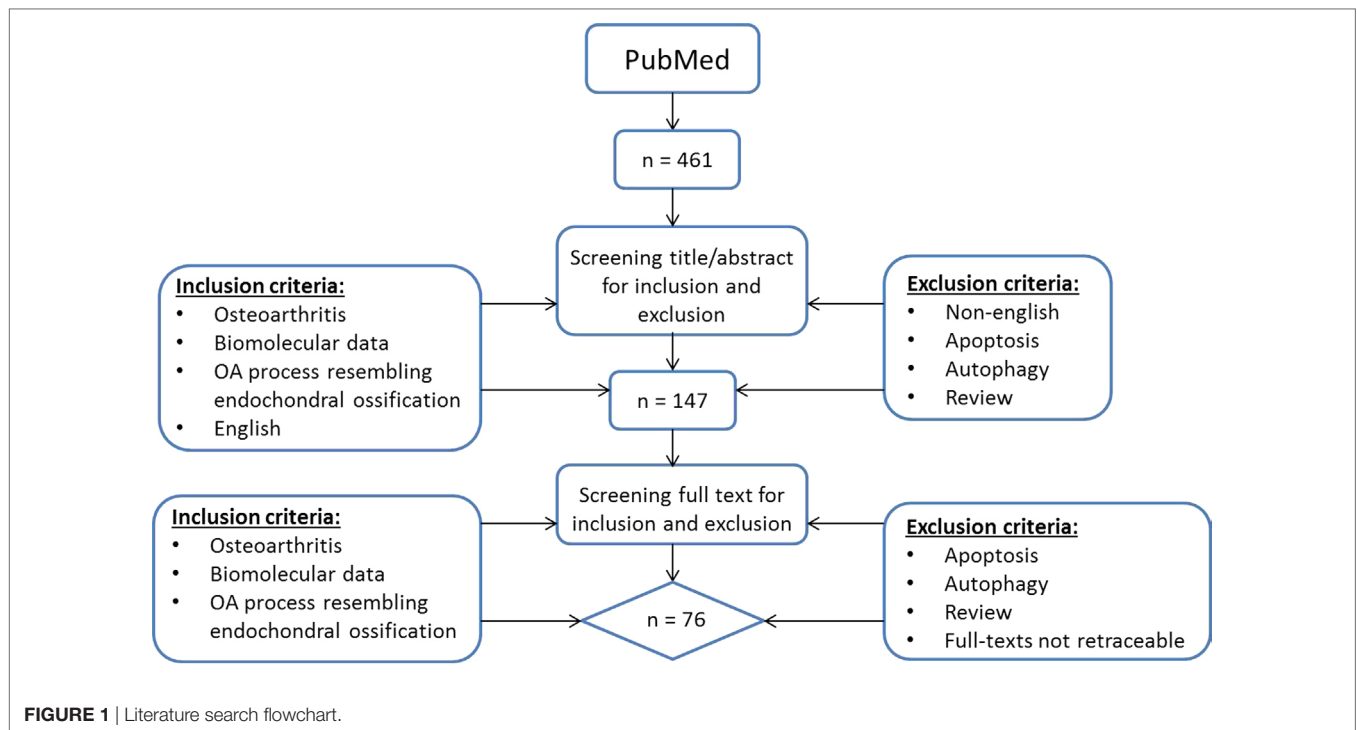 PubMed
n = 461
Screening title/abstract
for inclusion and
exclusion
Inclusion criteria:
• Osteoarthritis
• Biomolecular data
• OA process resembling
endochondral ossification
• English
Exclusion criteria:
• Non-english
• Apoptosis
• Autophagy
• Review
n = 147
Screening full text for
inclusion and exclusion
Inclusion criteria:
• Osteoarthritis
• Biomolecular data
• OA process resembling
endochondral ossification
Exclusion criteria:
• Apoptosis
• Autophagy
• Review
• Full-texts not retraceable
n = 76
FIGURE 1 | Literature search flowchart.